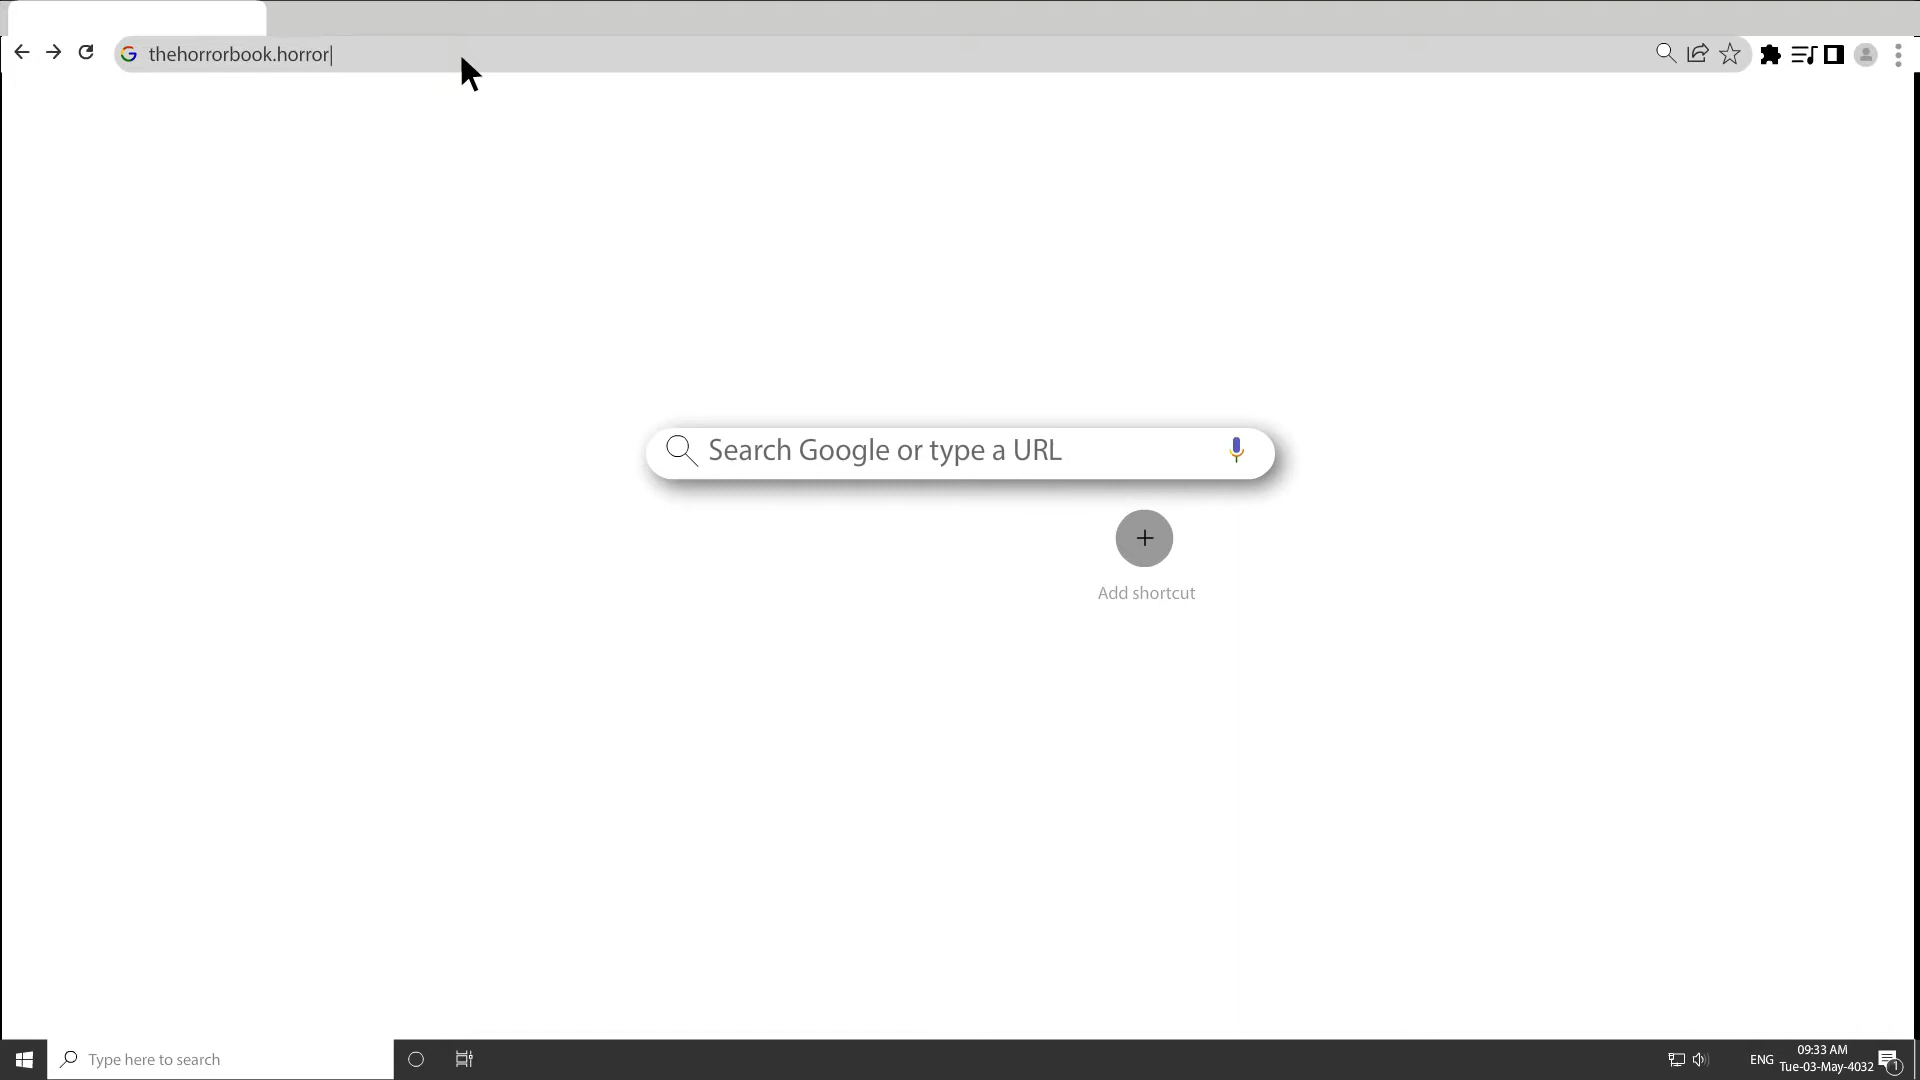 thehorrorbook.horror
Search Google or type a URL
Add shortcut
Type here to search
ENG
09:33 AM
Tue-03-May-4032
1